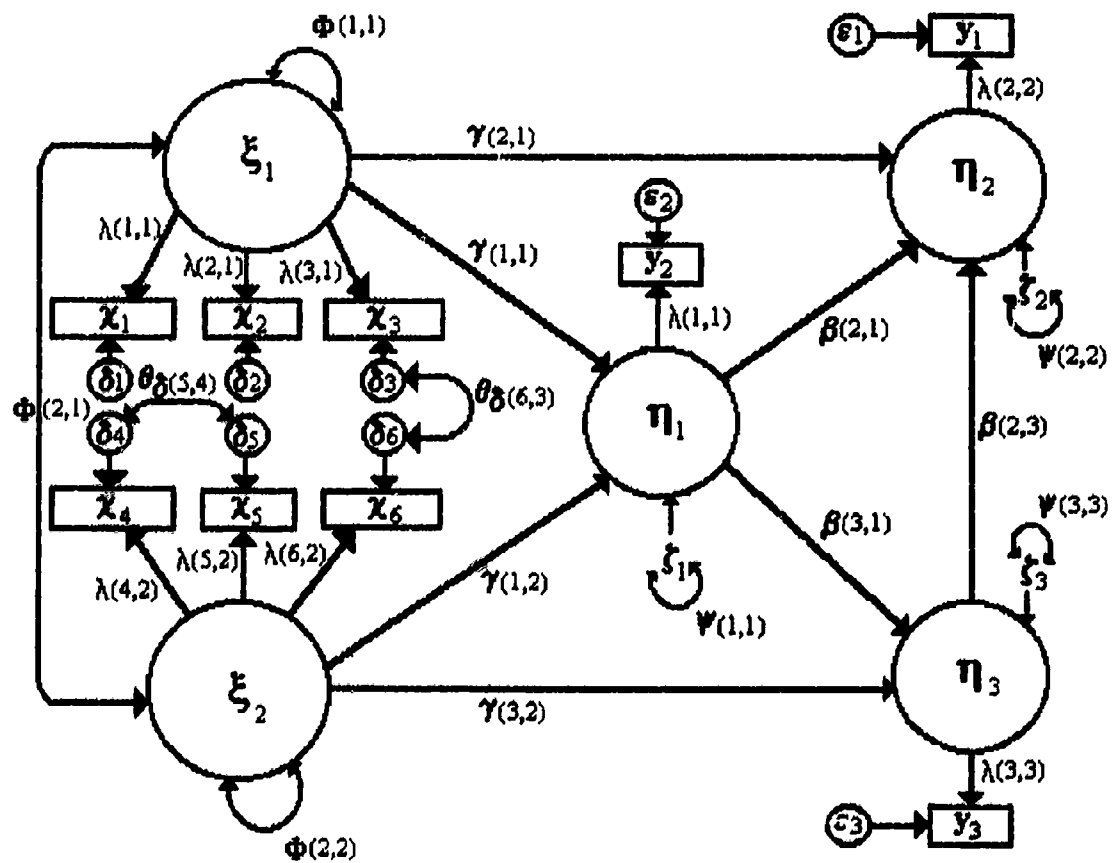 Φ(1,1)
ε1
y1
λ(2,2)
ξ1
γ(2,1)
η2
ε2
λ(1,1)
γ(1,1)
λ(2,1)
λ(3,1)
y2
χ1
χ2
χ3
λ(1,1)
β(2,1)
ζ2
Ψ(2,2)
δ1
θδ(5,4)
δ2
δ3
θδ(6,3)
Φ(2,1)
η1
δ4
δ5
δ6
β(2,3)
χ4
χ5
χ6
β(3,1)
Ψ(3,3)
λ(4,2)
λ(5,2)
λ(6,2)
γ(1,2)
ζ1
ζ3
Ψ(1,1)
ξ2
η3
γ(3,2)
λ(3,3)
Φ(2,2)
ε3
y3